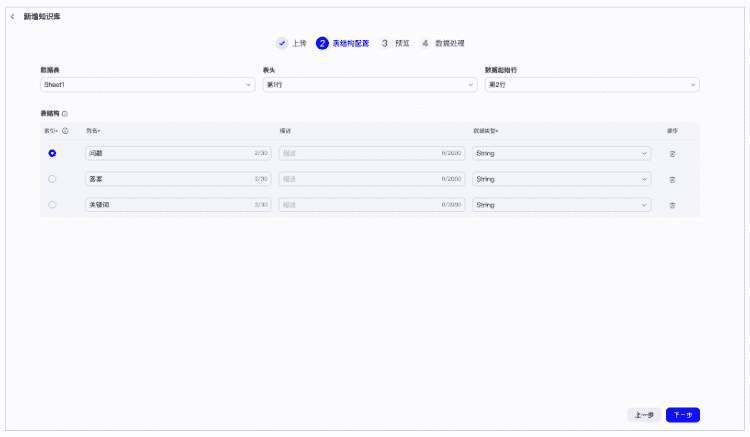 新增知识库
上传 2 表结构配置 3 预览 4 数据处理
数据表 表头 数据起始行
Sheet1 第1行 第2行
表结构
索引* 列名* 描述 数据类型* 操作
问题 2/30 描述 0/2000 String
答案 2/30 描述 0/2000 String
关键词 3/30 描述 0/2000 String
上一步 下一步